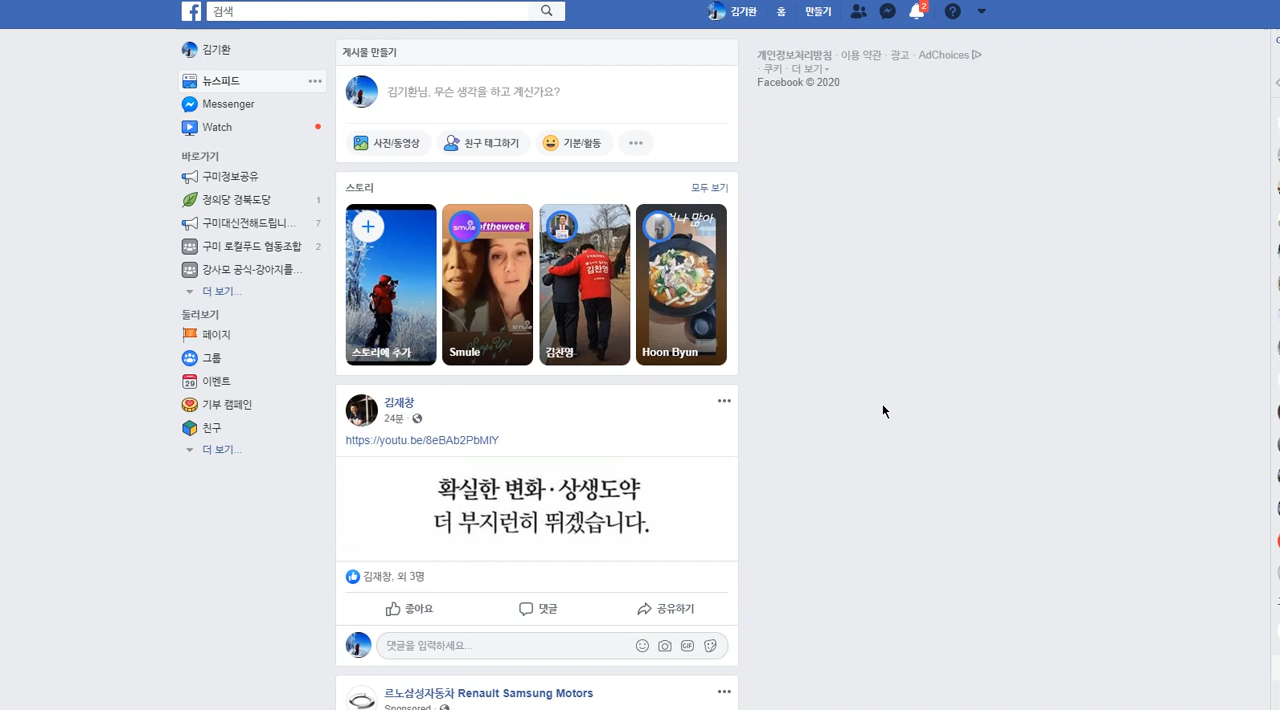 검색
김기환
홈
만들기
2
김기환
뉴스피드
Messenger
Watch
바로가기
구미정보공유
정의당 경북도당 1
구미대신전해드립니... 7
구미 로컬푸드 협동조합 2
강사모 공식-강아지를...
더 보기...
둘러보기
페이지
그룹
29 이벤트
기부 캠페인
친구
더 보기...
게시물 만들기
김기환님, 무슨 생각을 하고 계신가요?
사진/동영상
친구 태그하기
기분/활동
스토리
모두 보기
스토리에 추가
smule
oftheweek
smule
Smule
김찬영
김찬영
많아
Hoon Byun
김재창
24분 ·
https://youtu.be/8eBAb2PbMlY
확실한 변화·상생도약
더 부지런히 뛰겠습니다.
김재창, 외 3명
좋아요
댓글
공유하기
댓글을 입력하세요...
GIF
르노삼성자동차 Renault Samsung Motors
Sponsored ·
개인정보처리방침 · 이용 약관 · 광고 · AdChoices
· 쿠키 · 더 보기
Facebook © 2020